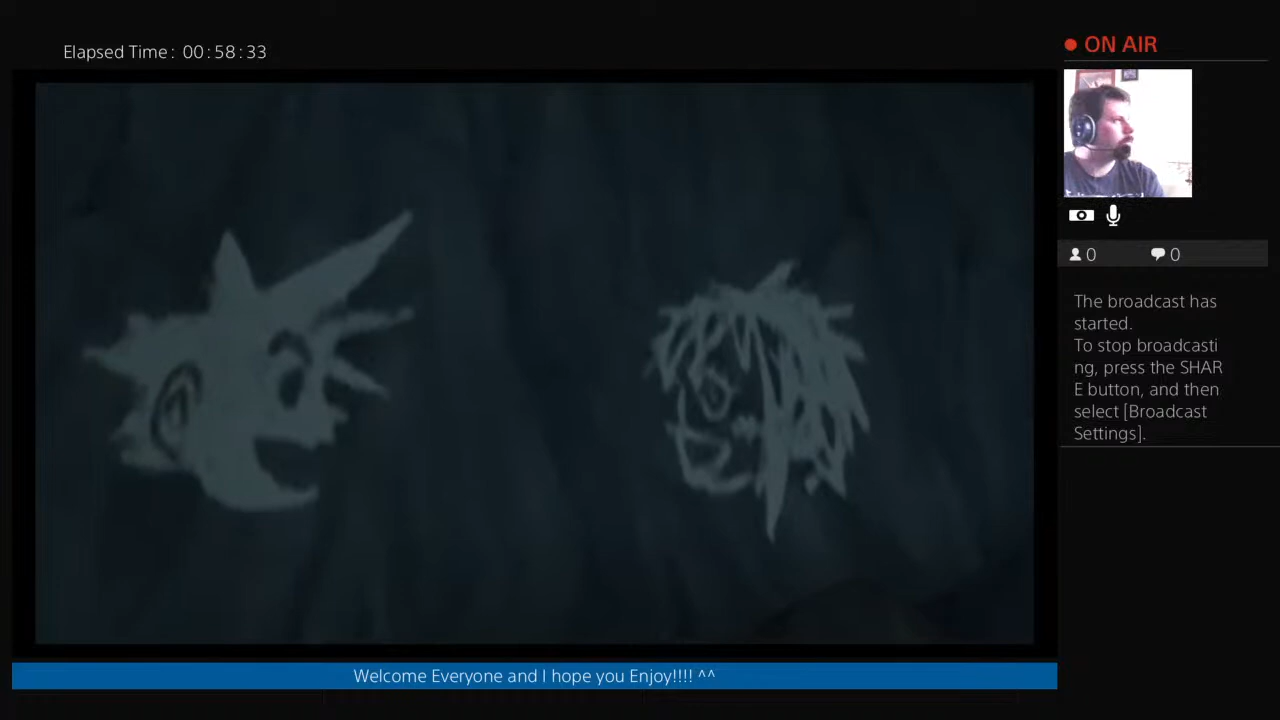 Elapsed Time: 00:58:33
ON AIR
0
0
The broadcast has
started.
To stop broadcasti
ng, press the SHAR
E button, and then
select [Broadcast
Settings].
Welcome Everyone and I hope you Enjoy!!!! ^^